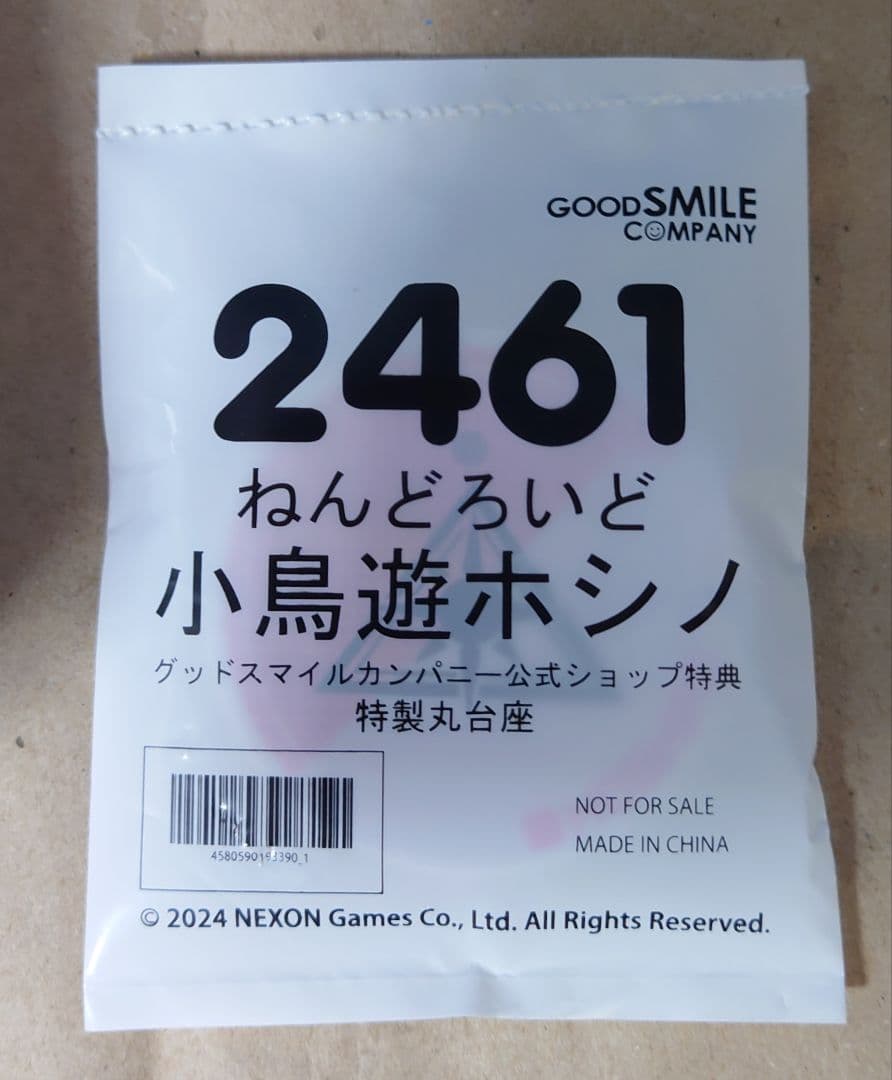 GOODSMILE
COMPANY
2461
ねんどろいど
小鳥遊ホシノ
グッドスマイルカンパニー公式ショップ特典
特製丸台座
NOT FOR SALE
MADE IN CHINA
© 2024 NEXON Games Co., Ltd. All Rights Reserved.